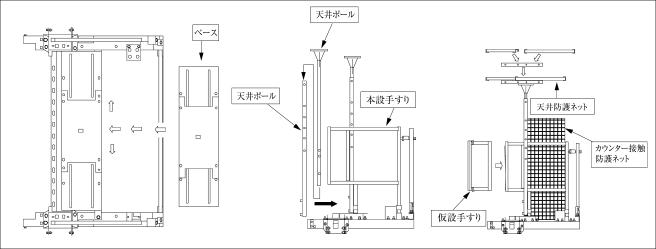 ベース
天井ポール
天井ポール
本設手すり
天井防護ネット
カウンター接触
防護ネット
仮設手すり